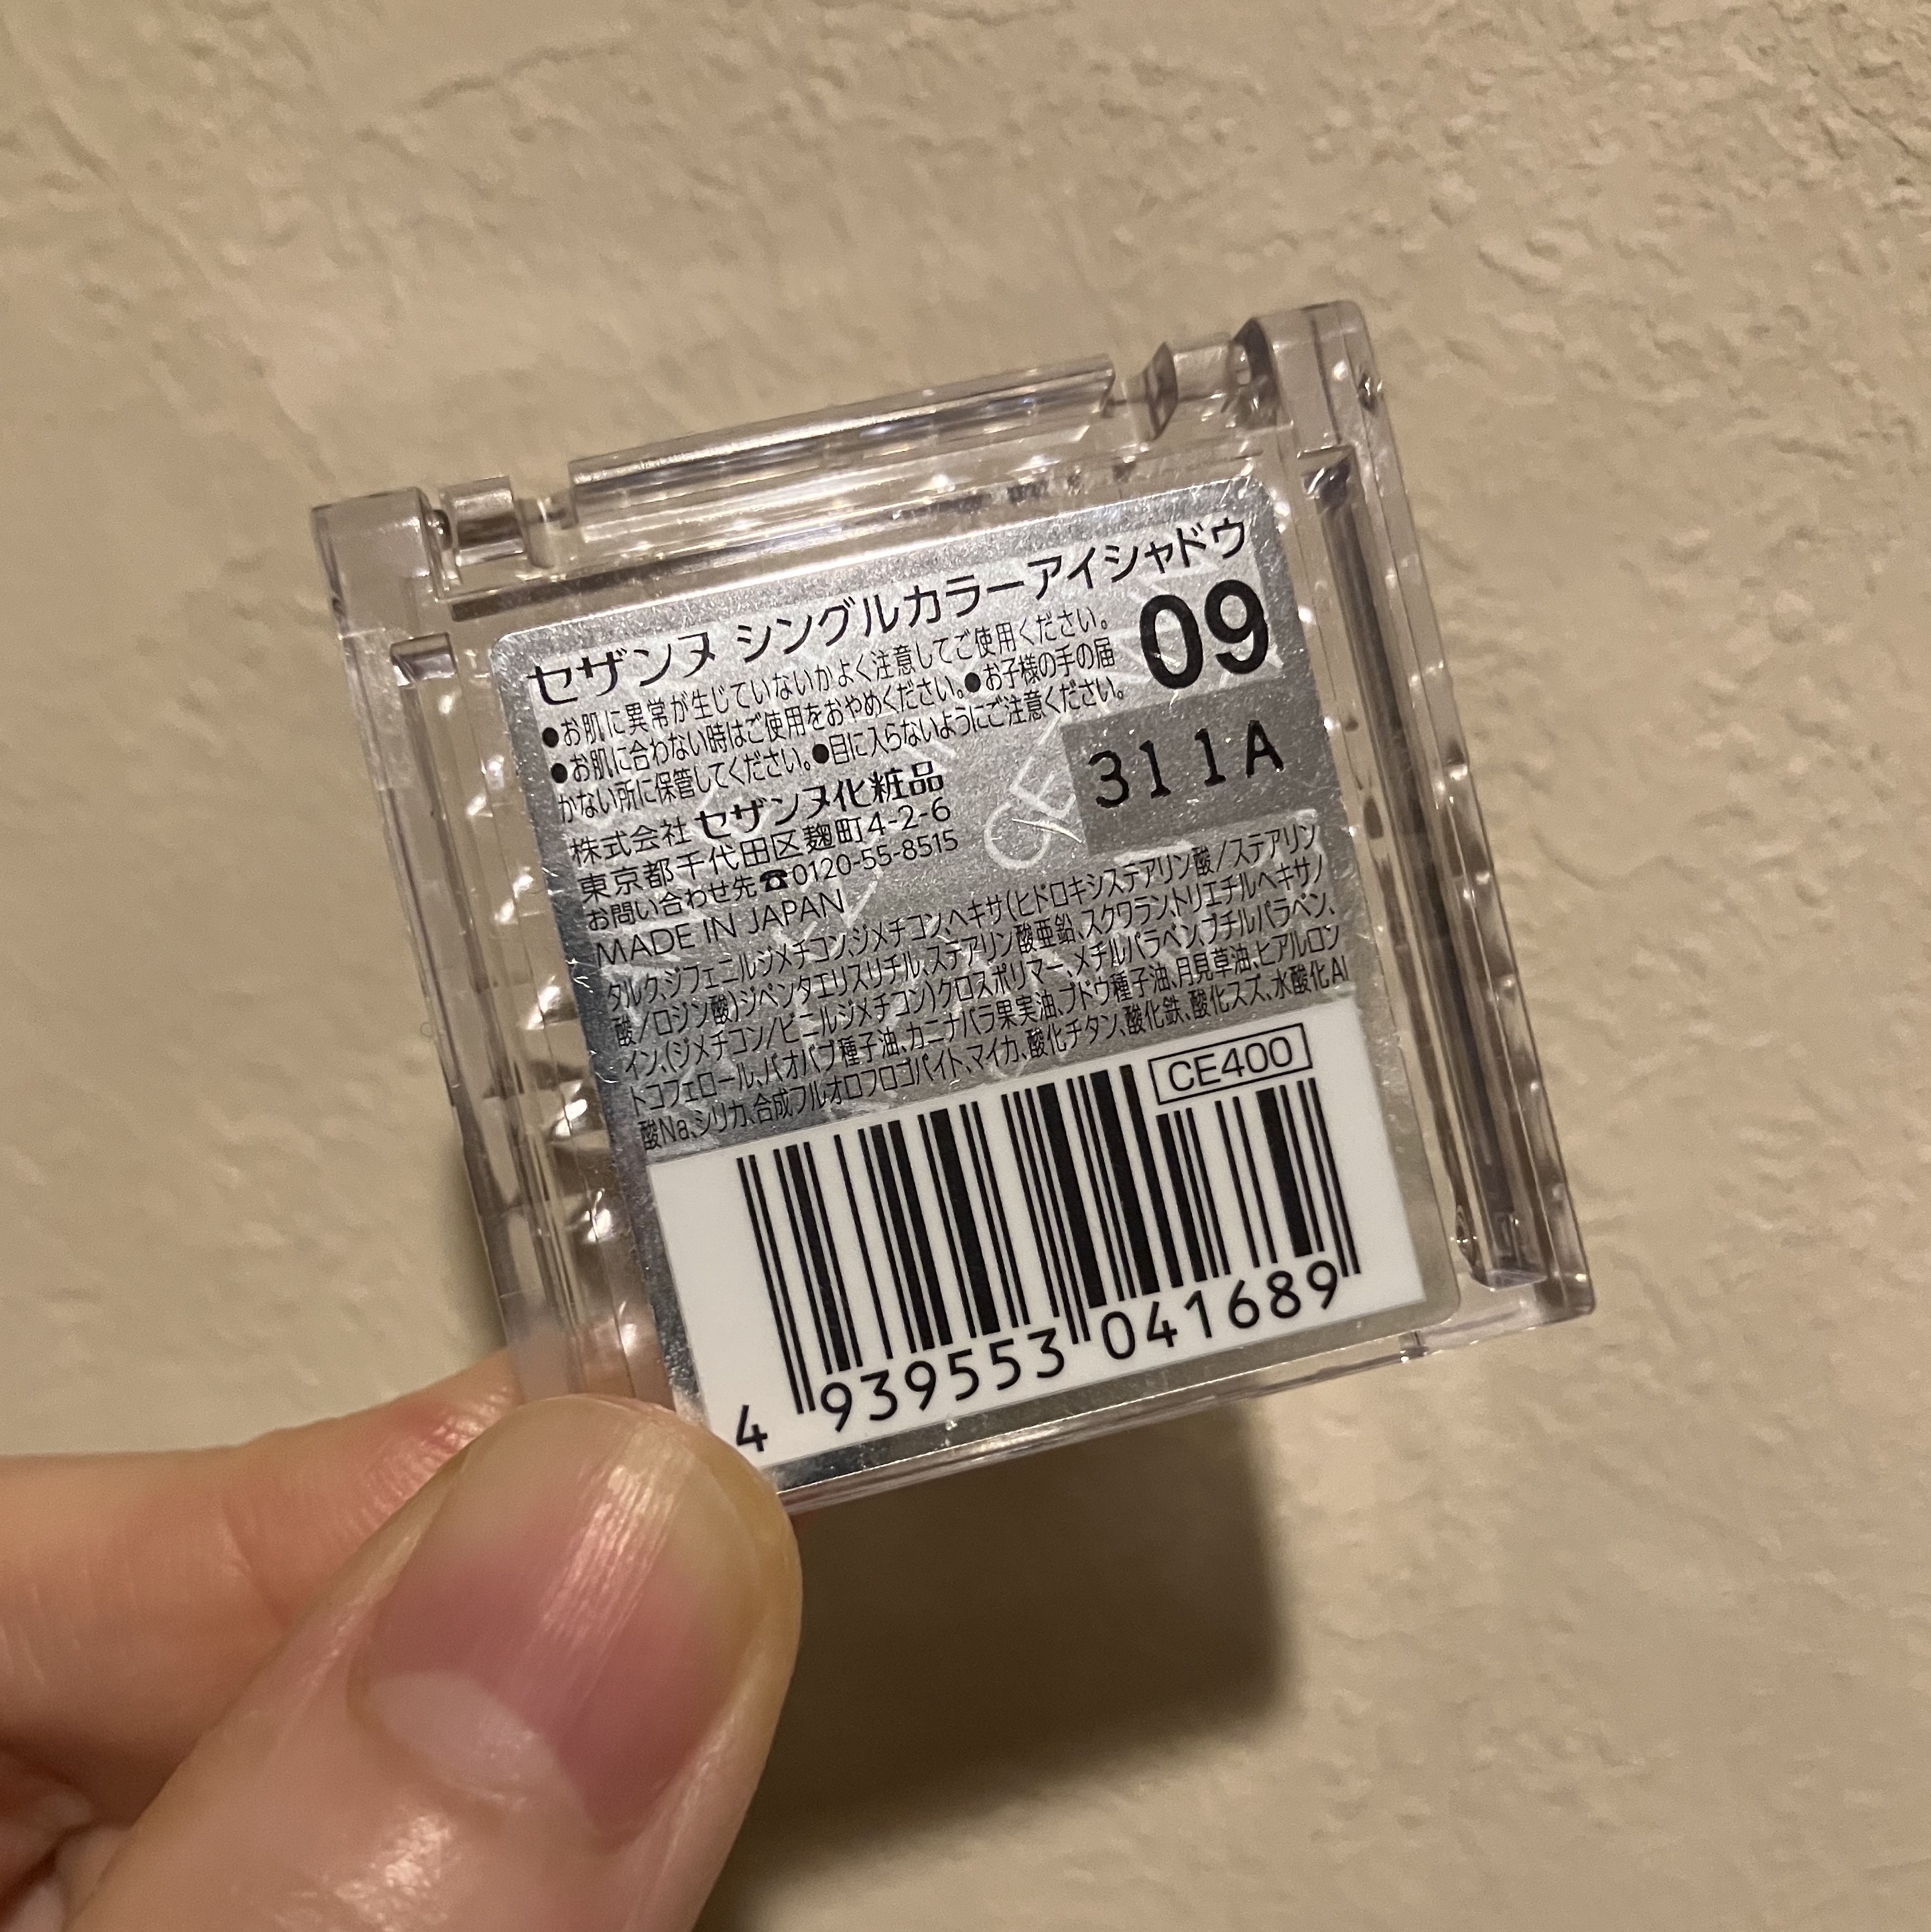 セザンヌ シングルカラーアイシャドウ
●お肌に異常が生じていないかよく注意してご使用ください。
●お肌に合わない時はご使用をおやめください。●お子様の手の届
かない所に保管してください。●目に入らないようにご注意ください。
09
311A
株式会社 セザンヌ化粧品
東京都千代田区麹町4-2-6
お問い合わせ先☎0120-55-8515
MADE IN JAPAN
CE
タルク、ジフェニルジメチコン、ジメチコン、ヘキサ(ヒドロキシステアリン酸/ステアリン
酸/ロジン酸)ジペンタエリスリチル、ステアリン酸亜鉛、スクワラン、トリエチルヘキサノ
イン、(ジメチコン/ビニルジメチコン)クロスポリマー、メチルパラベン、ブチルパラベン、
トコフェロール、バオバブ種子油、カニナバラ果実油、ブドウ種子油、月見草油、ヒアルロン
酸Na、シリカ、合成フルオロフロゴパイト、マイカ、酸化チタン、酸化鉄、酸化スズ、水酸化Al
CE400
4 939553 041689